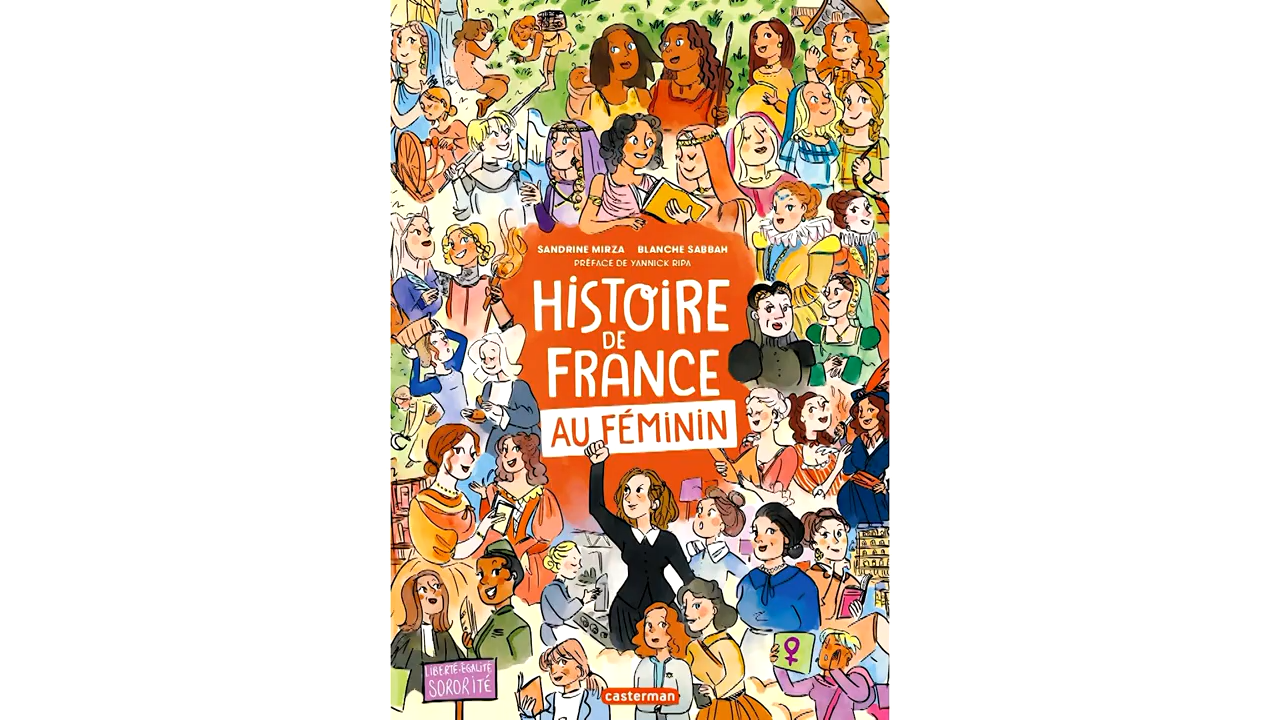 SANDRINE MIRZA BLANCHE SABBAH
PRÉFACE DE YANNICK RIPA
HISTOIRE
DE
FRANCE
AU FÉMININ
LIBERTÉ-ÉGALITÉ
SORORITÉ
casterman